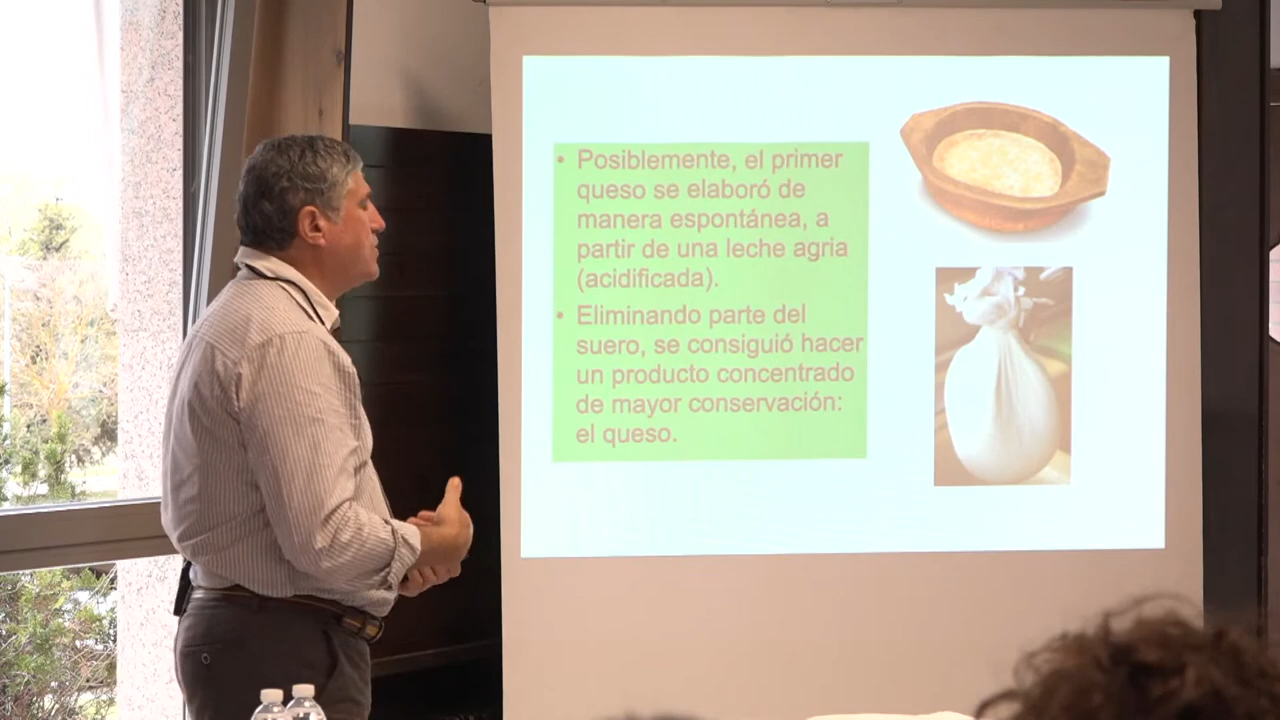 • Posiblemente, el primer
queso se elaboró de
manera espontánea, a
partir de una leche agria
(acidificada).
• Eliminando parte del
suero, se consiguió hacer
un producto concentrado
de mayor conservación:
el queso.